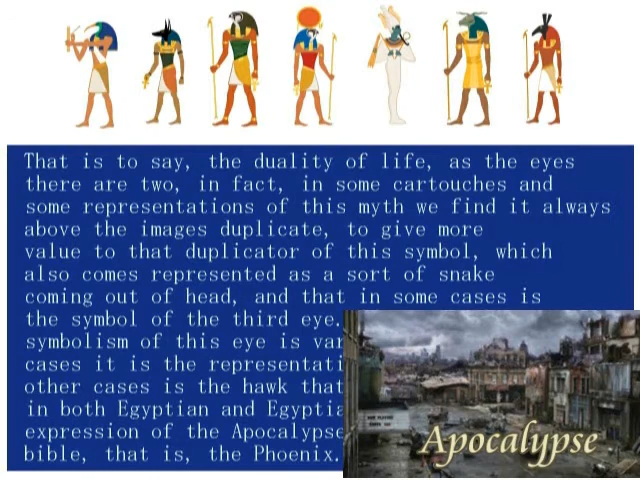 That is to say, the duality of life, as the eyes
there are two, in fact, in some cartouches and
some representations of this myth we find it always
above the images duplicate, to give more
value to that duplicator of this symbol, which
also comes represented as a sort of snake
coming out of head, and that in some cases is
the symbol of the third eye.
symbolism of this eye is var
cases it is the representati
other cases is the hawk that
in both Egyptian and Egyptia
expression of the Apocalypse
bible, that is, the Phoenix.
Apocalypse